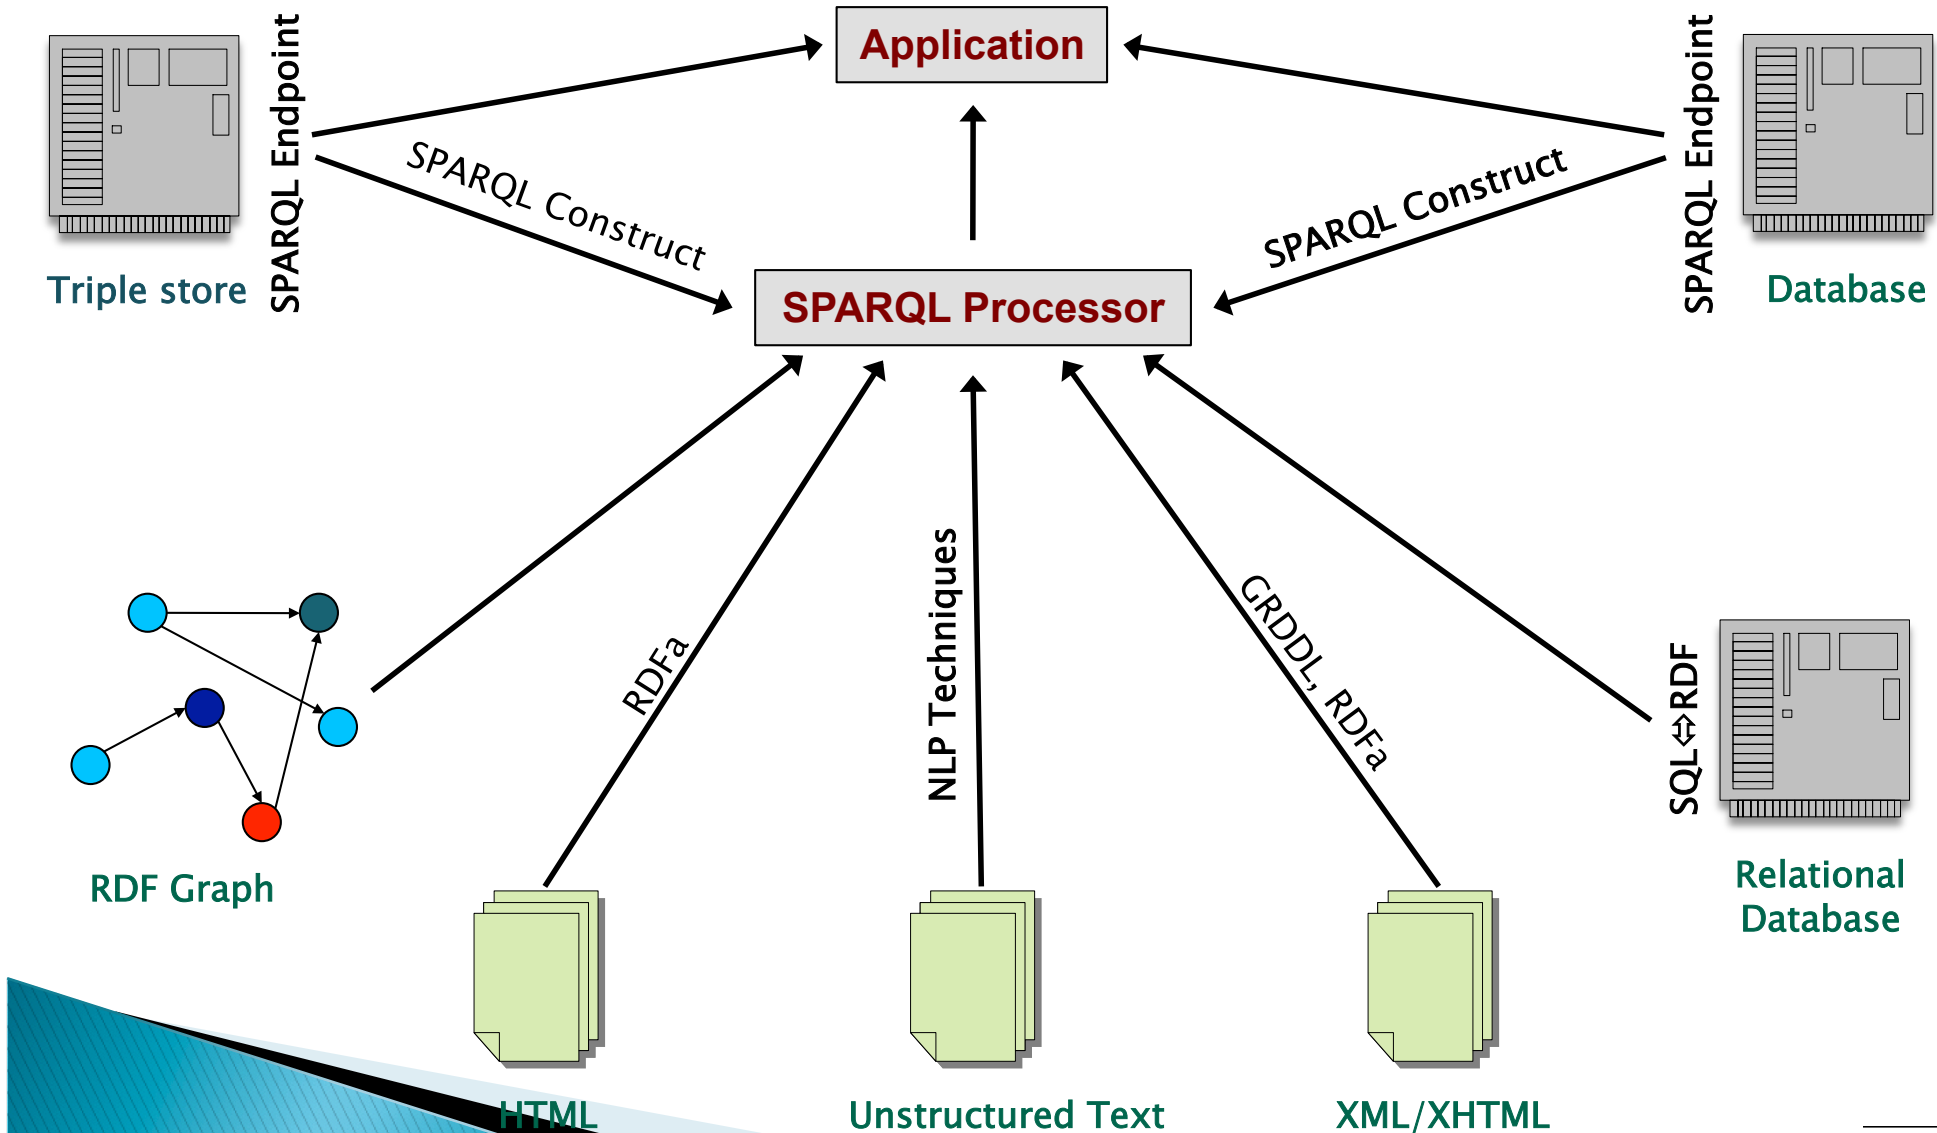 Application
SPARQL Endpoint
SPARQL Endpoint
SPARQL Construct
SPARQL Construct
Triple store
Database
SPARQL Processor
RDFa
NLP Techniques
GRDDL, RDFa
SQL⇔RDF
RDF Graph
Relational
Database
HTML
Unstructured Text
XML/XHTML